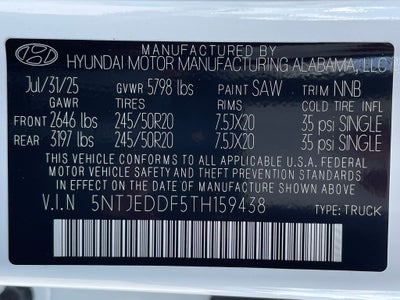 MANUFACTURED BY
HYUNDAI MOTOR MANUFACTURING ALABAMA, LLC
Jul/31/25 GVWR 5798 lbs PAINT SAW TRIM NNB
GAWR TIRES RIMS COLD TIRE INFL
FRONT 2646 lbs 245/50R20 7.5JX20 35 psi SINGLE
REAR 3197 lbs 245/50R20 7.5JX20 35 psi SINGLE
THIS VEHICLE CONFORMS TO ALL APPLICABLE U.S.A. FEDERAL
MOTOR VEHICLE SAFETY AND THEFT PREVENTION STANDARDS
IN EFFECT ON THE DATE OF MANUFACTURE SHOWN ABOVE.
V.I.N 5NTJEDDF5TH159438 TYPE: TRUCK